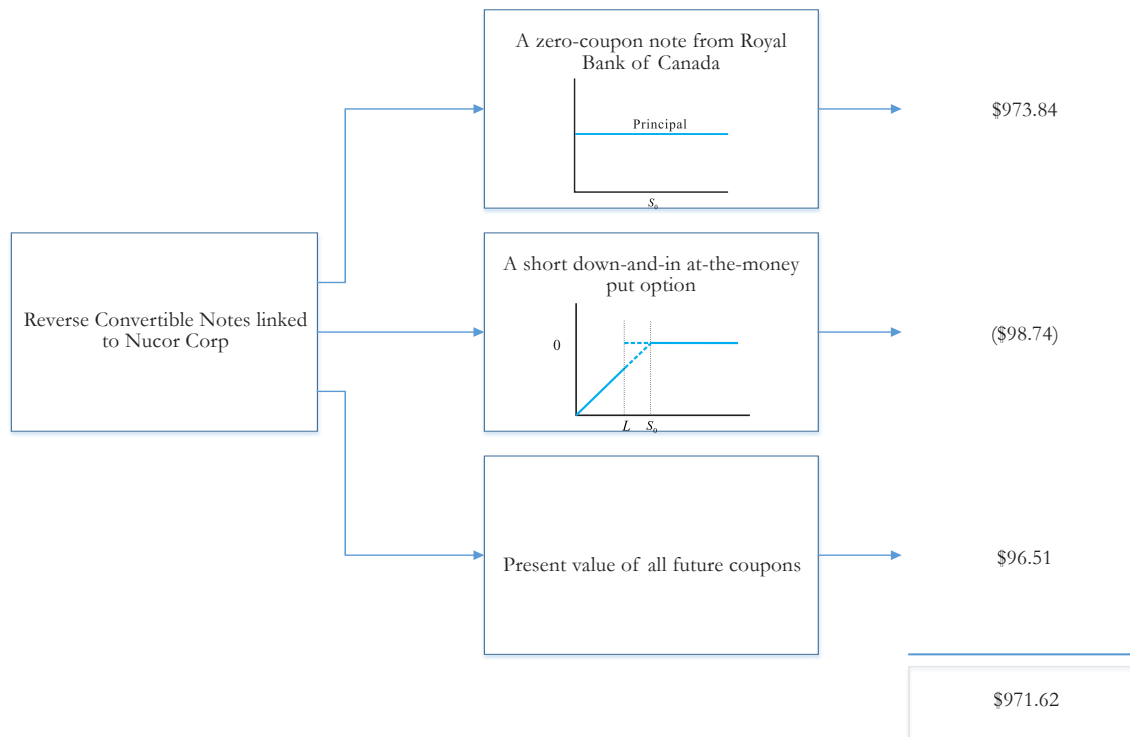 A zero-coupon note from Royal
Bank of Canada
Principal
S₀
$973.84
Reverse Convertible Notes linked
to Nucor Corp
A short down-and-in at-the-money
put option
0
L S₀
($98.74)
Present value of all future coupons
$96.51
$971.62